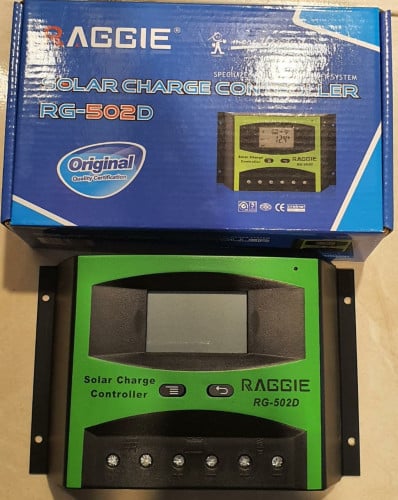 RAGGIE®
SOLAR CHARGE CONTROLLER
RG-502D
Original
Quality Certification
Solar Charge
Controller
RAGGIE
RG-502D
CE
Solar Charge
Controller
RAGGIE
RG-502D